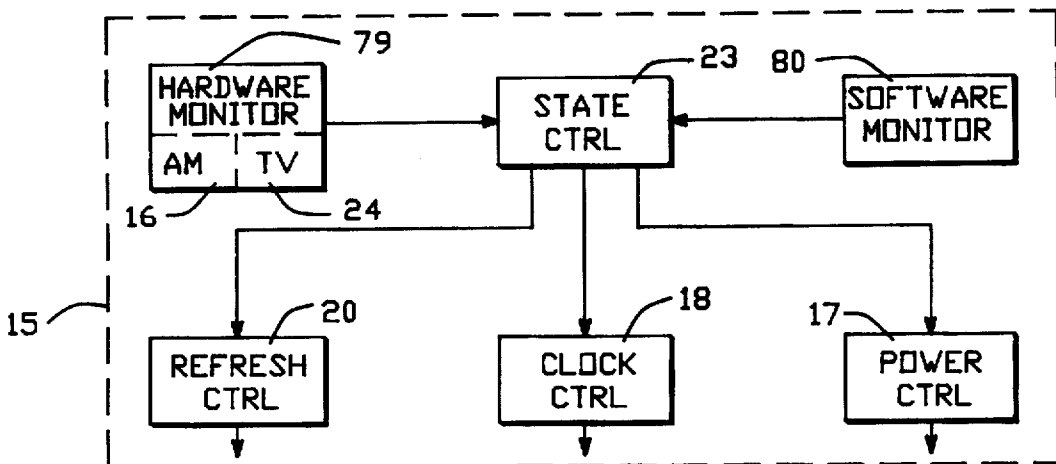 79
HARDWARE
MONITOR
AM
TV
16
24
23
STATE
CTRL
80
SOFTWARE
MONITOR
15
20
REFRESH
CTRL
18
CLOCK
CTRL
17
POWER
CTRL